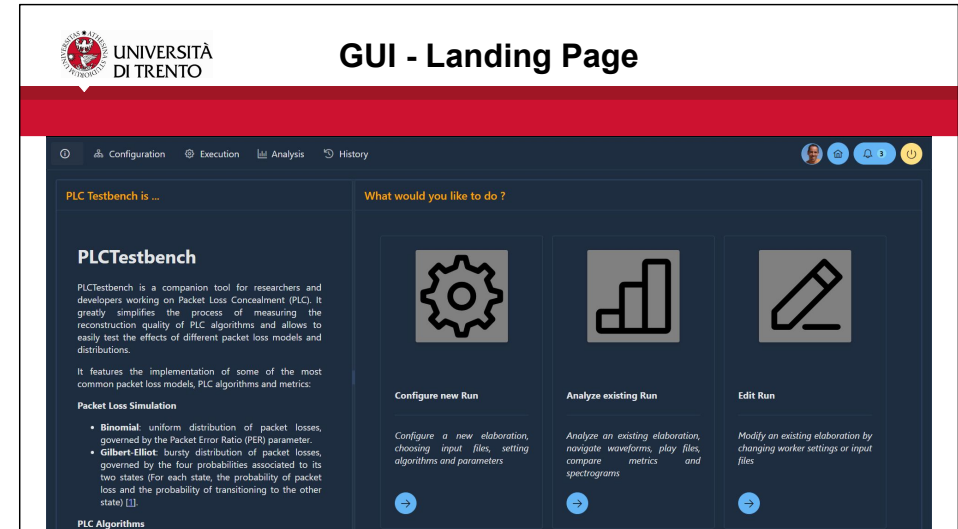 UNIVERSITÀ
DI TRENTO
GUI - Landing Page
Configuration
Execution
Analysis
History
3
PLC Testbench is ...
What would you like to do ?
PLCTestbench
PLCTestbench is a companion tool for researchers and
developers working on Packet Loss Concealment (PLC). It
greatly simplifies the process of measuring the
reconstruction quality of PLC algorithms and allows to
easily test the effects of different packet loss models and
distributions.
It features the implementation of some of the most
common packet loss models, PLC algorithms and metrics:
Packet Loss Simulation
• Binomial: uniform distribution of packet losses,
governed by the Packet Error Ratio (PER) parameter.
• Gilbert-Elliot: bursty distribution of packet losses,
governed by the four probabilities associated to its
two states (For each state, the probability of packet
loss and the probability of transitioning to the other
state) [1].
PLC Algorithms
Configure new Run
Configure a new elaboration,
choosing input files, setting
algorithms and parameters
Analyze existing Run
Analyze an existing elaboration,
navigate waveforms, play files,
compare metrics and
spectrograms
Edit Run
Modify an existing elaboration by
changing worker settings or input
files